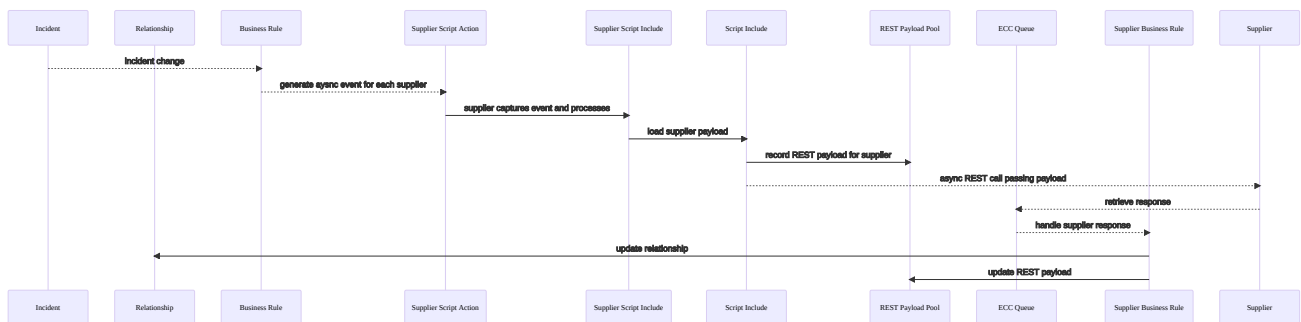 Incident
Relationship
Business Rule
Supplier Script Action
Supplier Script Include
Script Include
REST Payload Pool
ECC Queue
Supplier Business Rule
Supplier
Incident change
generate aysnc event for each supplier
supplier captures event and processes
load supplier payload
record REST payload for supplier
async REST call passing payload
retrieve response
handle supplier response
update relationship
update REST payload
Incident
Relationship
Business Rule
Supplier Script Action
Supplier Script Include
Script Include
REST Payload Pool
ECC Queue
Supplier Business Rule
Supplier